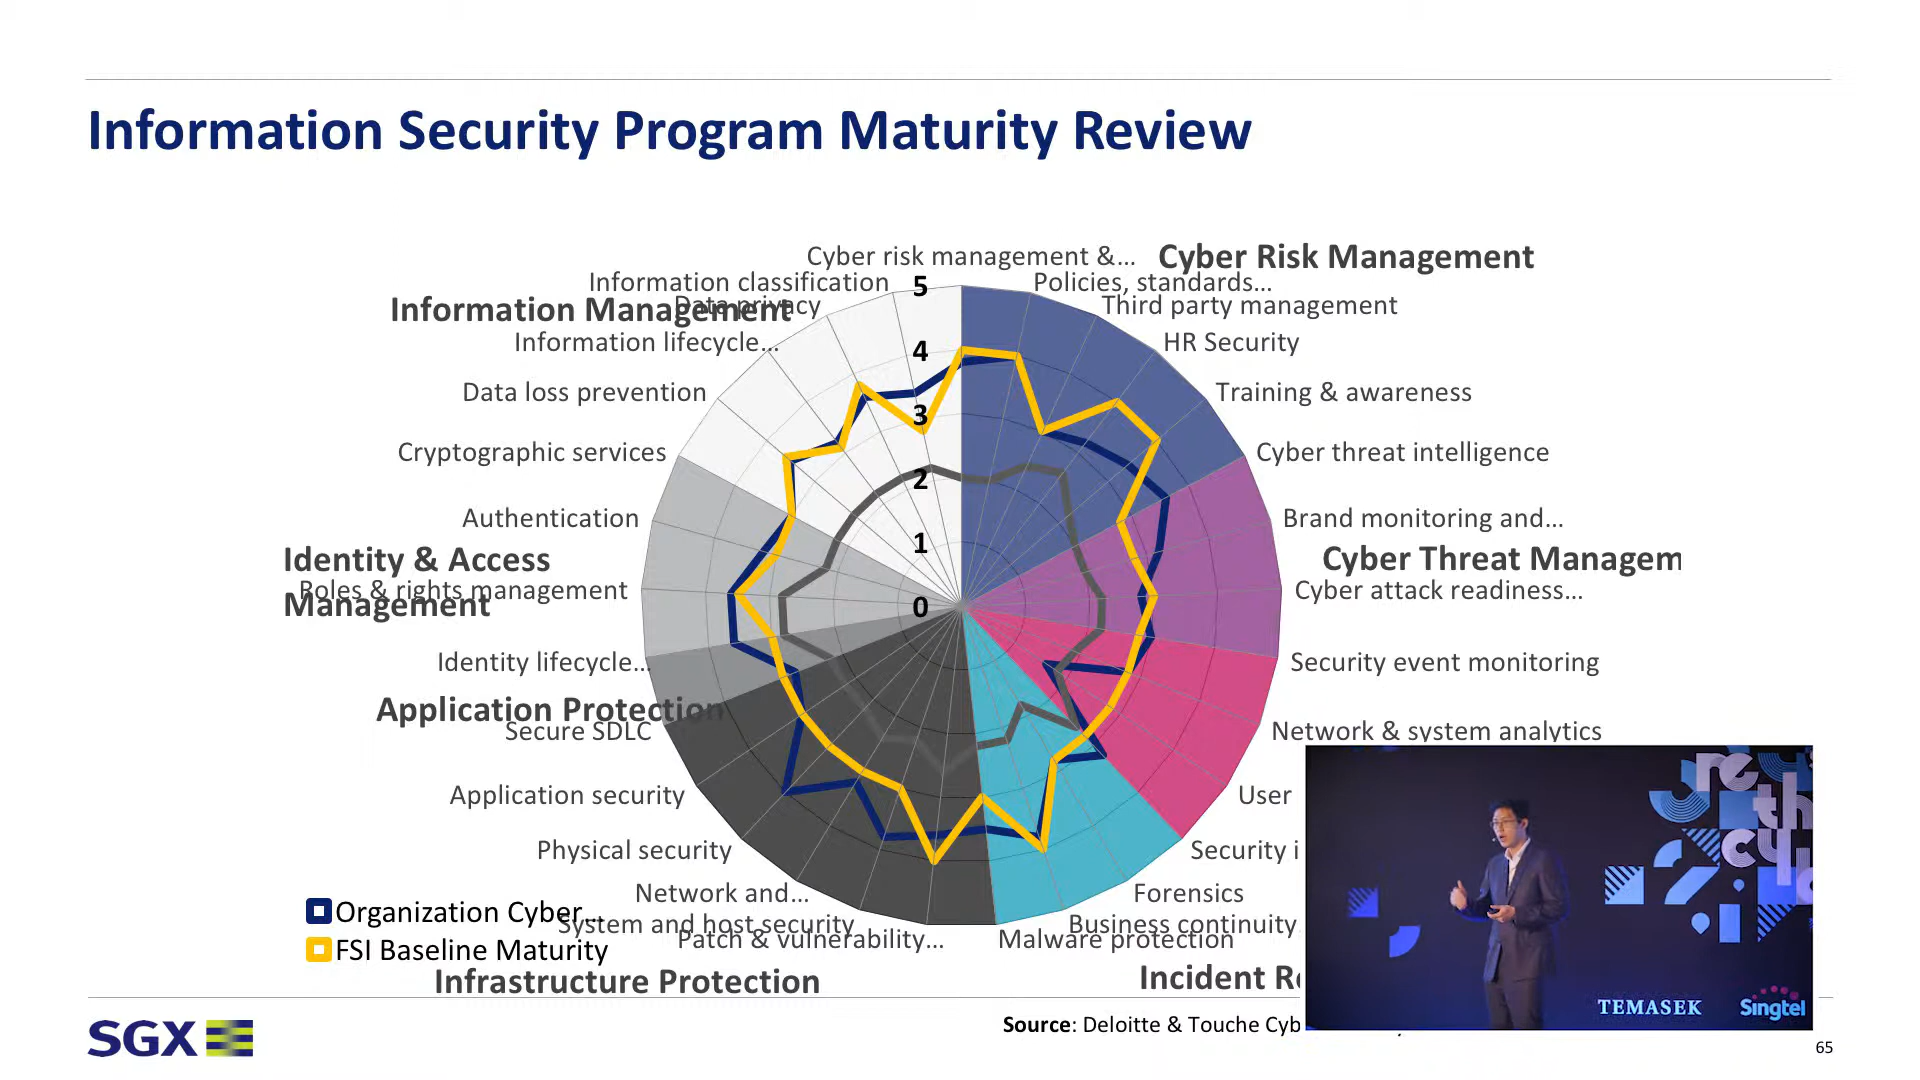 Information Security Program Maturity Review
Cyber risk management &...
Cyber Risk Management
Information classification
Policies, standards...
Information Management
Data privacy
Third party management
Information lifecycle...
HR Security
Data loss prevention
Training & awareness
Cryptographic services
Cyber threat intelligence
Authentication
Brand monitoring and...
Identity & Access
Management
Cyber Threat Managem
Roles & rights management
Cyber attack readiness...
Identity lifecycle...
Security event monitoring
Application Protection
Secure SDLC
Network & system analytics
Application security
User
Physical security
Security i
Network and...
Forensics
System and host security
Business continuity
Patch & vulnerability...
Malware protection
5
4
3
2
1
0
Organization Cyber...
FSI Baseline Maturity
Infrastructure Protection
Incident Re
Source: Deloitte & Touche Cyb
SGX
65
TEMASEK
Singtel